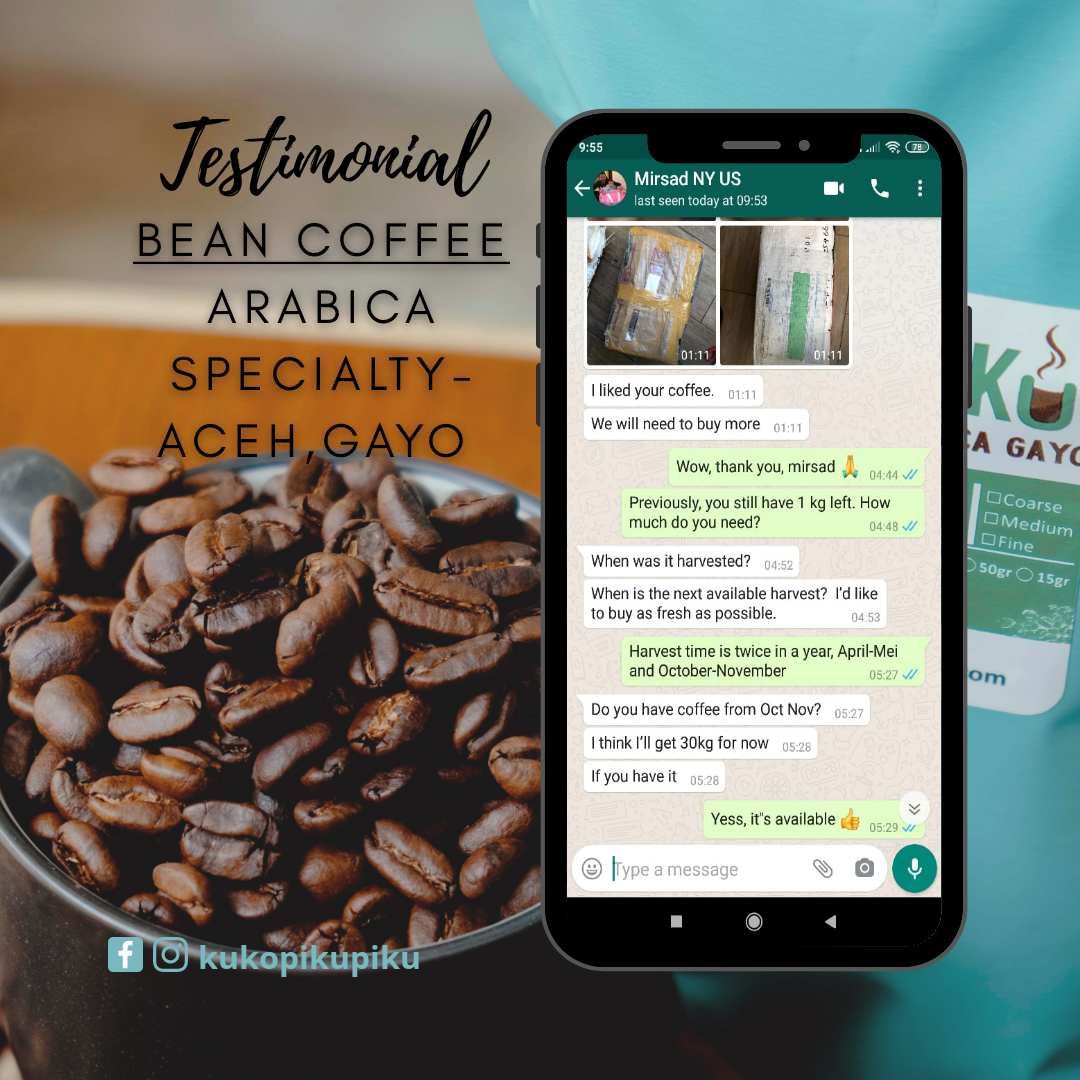 Testimonial
BEAN COFFEE
ARABICA
SPECIALTY-
ACEH,GAYO
kukopikupiku
9:55
78
Mirsad NY US
last seen today at 09:53
01:11
01:11
I liked your coffee. 01:11
We will need to buy more 01:11
Wow, thank you, mirsad 🙏 04:44
Previously, you still have 1 kg left. How
much do you need? 04:48
When was it harvested? 04:52
When is the next available harvest? I'd like
to buy as fresh as possible. 04:53
Harvest time is twice in a year, April-Mei
and October-November 05:27
Do you have coffee from Oct Nov? 05:27
I think I'll get 30kg for now 05:28
If you have it 05:28
Yess, it"s available 👍 05:29
Type a message
KU
CA GAYO
Coarse
Medium
Fine
50gr 15gr
om